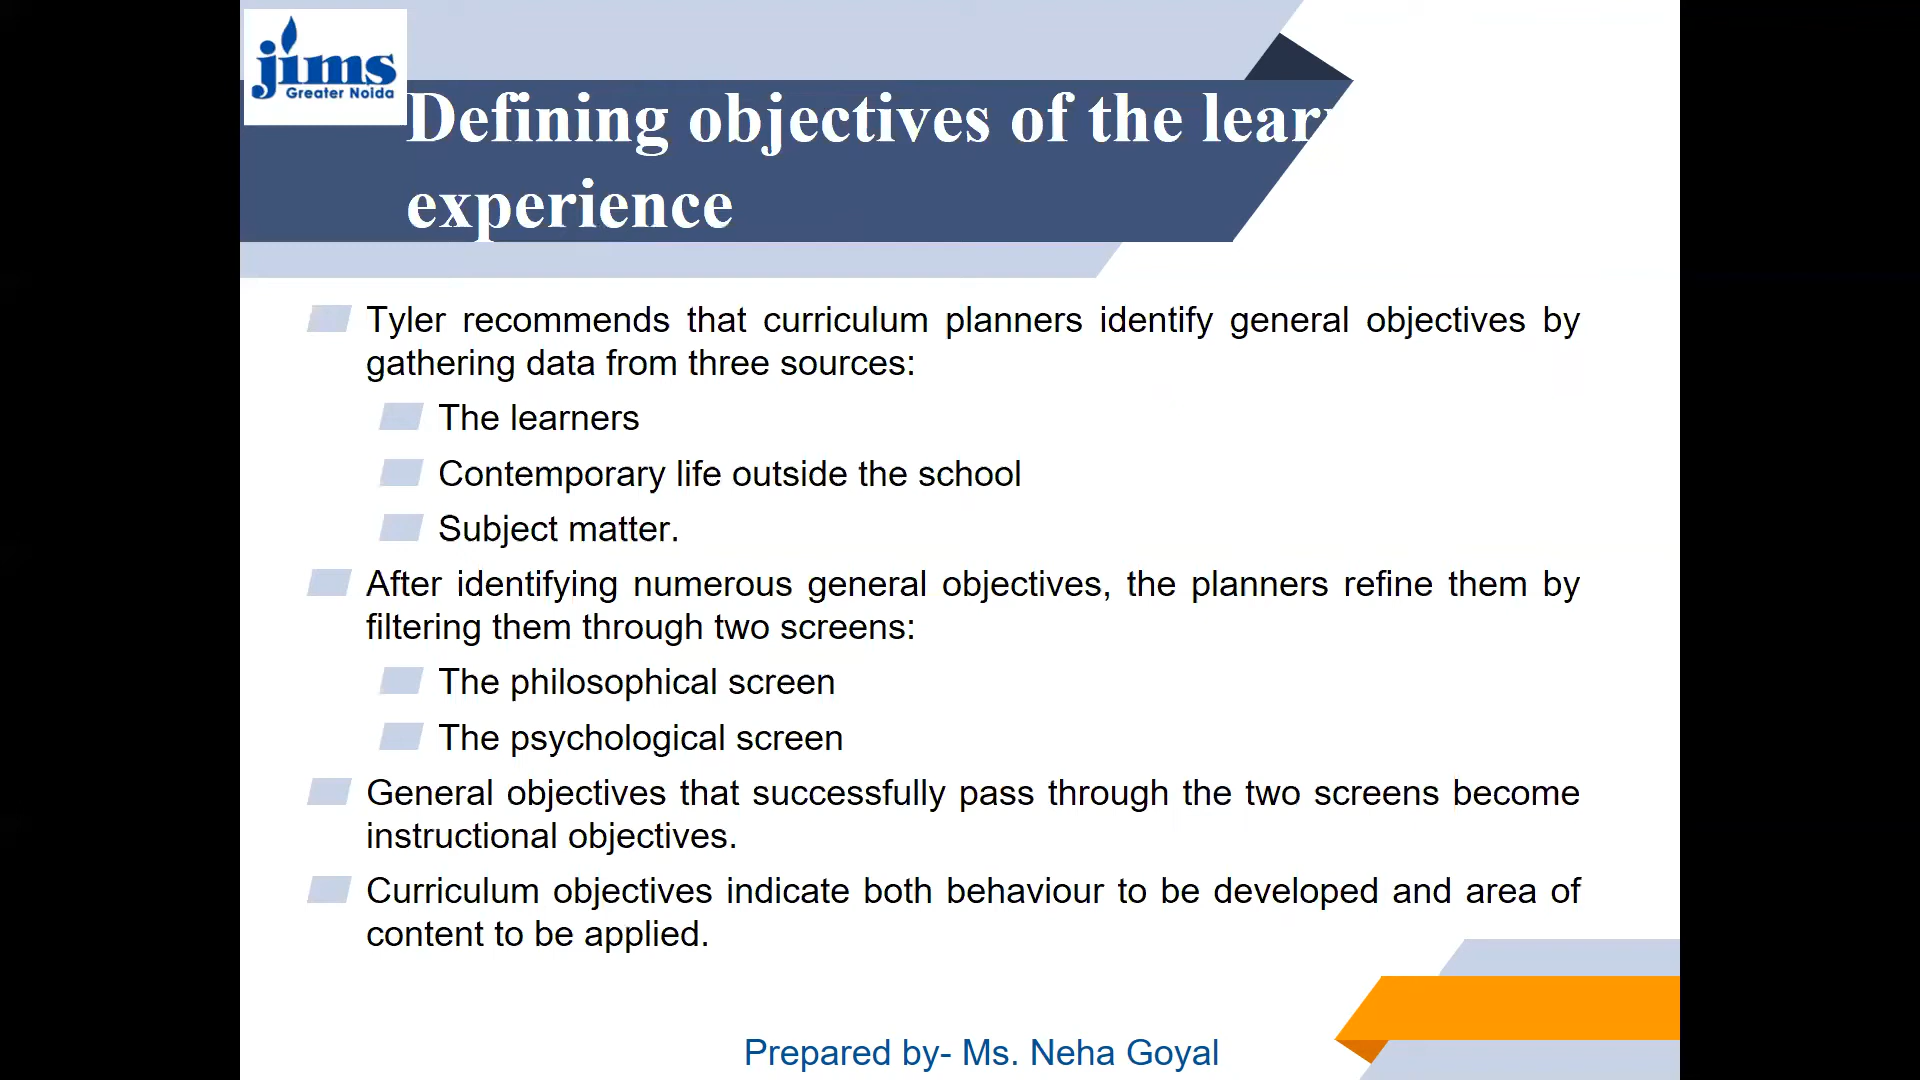 jims
Greater Noida
Defining objectives of the
experience
Tyler recommends that curriculum planners identify general objectives by
gathering data from three sources:
The learners
Contemporary life outside the school
Subject matter.
After identifying numerous general objectives, the planners refine them by
filtering them through two screens:
The philosophical screen
The psychological screen
General objectives that successfully pass through the two screens become
instructional objectives.
Curriculum objectives indicate both behaviour to be developed and area of
content to be applied.
Prepared by- Ms. Neha Goyal